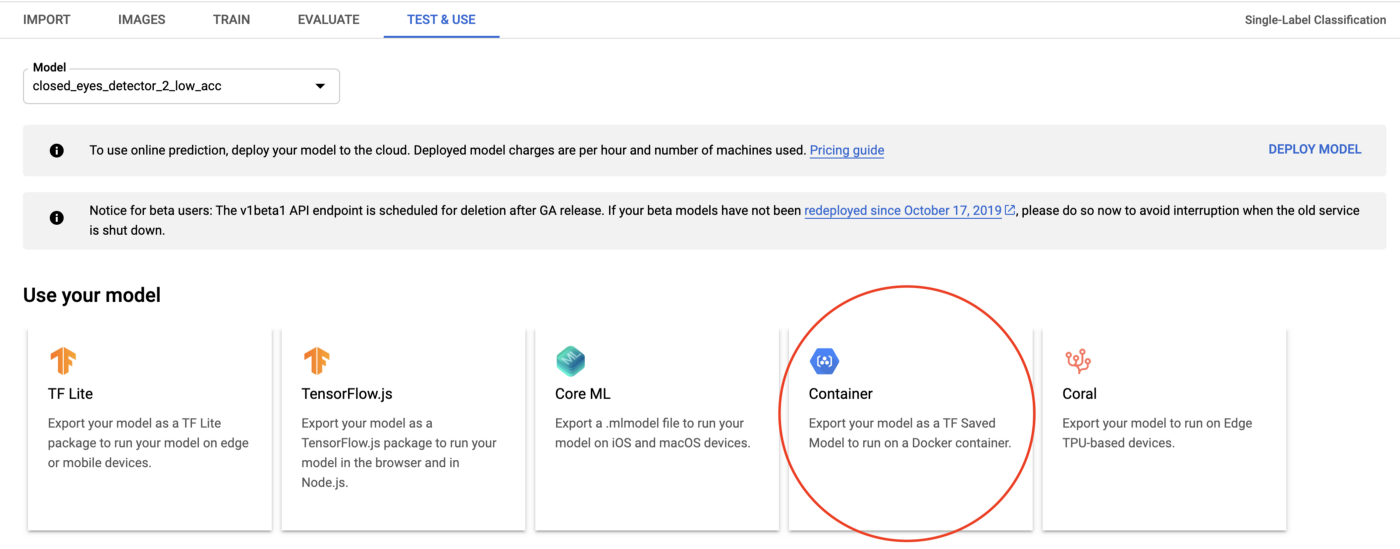 IMPORT IMAGES TRAIN EVALUATE TEST & USE Single-Label Classification
Model
closed_eyes_detector_2_low_acc
To use online prediction, deploy your model to the cloud. Deployed model charges are per hour and number of machines used. Pricing guide DEPLOY MODEL
Notice for beta users: The v1beta1 API endpoint is scheduled for deletion after GA release. If your beta models have not been redeployed since October 17, 2019, please do so now to avoid interruption when the old service
is shut down.
Use your model
TF Lite
Export your model as a TF Lite
package to run your model on edge
or mobile devices.
TensorFlow.js
Export your model as a
TensorFlow.js package to run your
model in the browser and in
Node.js.
ML
Core ML
Export a .mlmodel file to run your
model on iOS and macOS devices.
Container
Export your model as a TF Saved
Model to run on a Docker container.
Coral
Export your model to run on Edge
TPU-based devices.